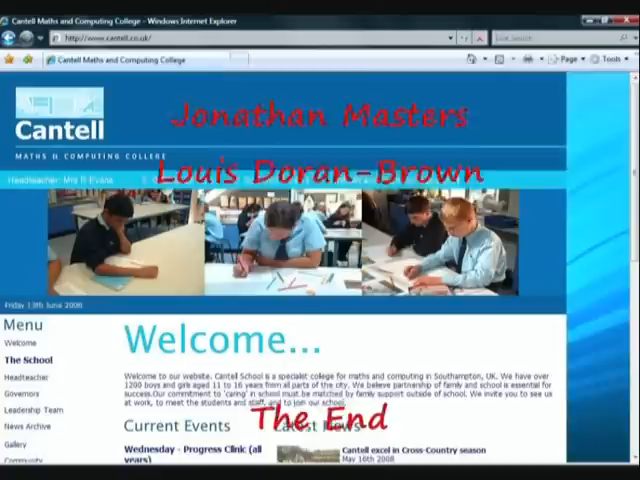 Cantell Maths and Computing College - Windows Internet Explorer
http://www.cantell.co.uk/
Page
Tools
Cantell Maths and Computing College
Jonathan Masters
Cantell
MATHS & COMPUTING COLLEGE
Louis Doran-Brown
Headteacher: Mrs R Evans
Friday 13th June 2008
Menu
Welcome
The School
Headteacher
Governors
Leadership Team
News Archive
Gallery
Community
Welcome...
Welcome to our website. Cantell School is a specialist college for maths and computing in Southampton, UK. We have over
1200 boys and girls aged 11 to 16 years from all parts of the city. We believe partnership of family and school is essential for
success. Our commitment to 'caring' in school must be matched by family support outside of school. We invite you to see us
at work, to meet the students and staff, and to join our school.
The End
Current Events
Latest News
Wednesday - Progress Clinic (all
years)
Cantell excel in Cross-Country season
May 16th 2008